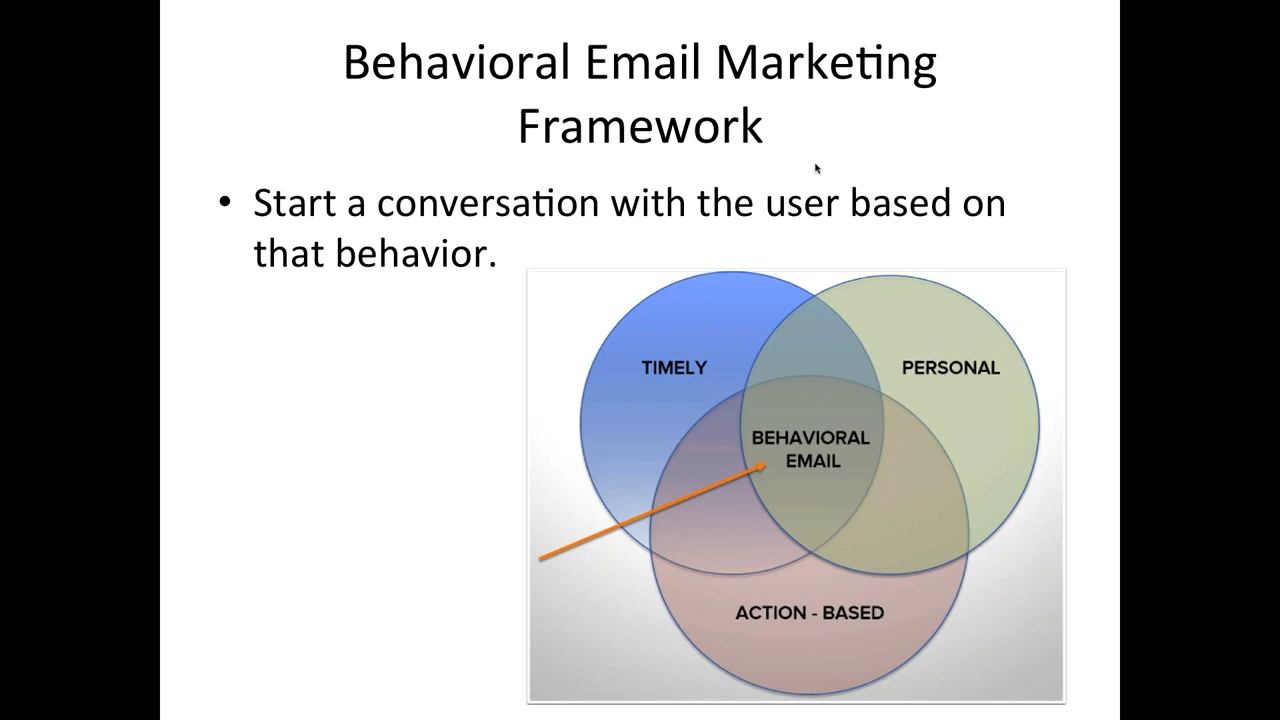 Behavioral Email Marketing
Framework
• Start a conversation with the user based on
that behavior.
TIMELY
PERSONAL
BEHAVIORAL
EMAIL
ACTION - BASED